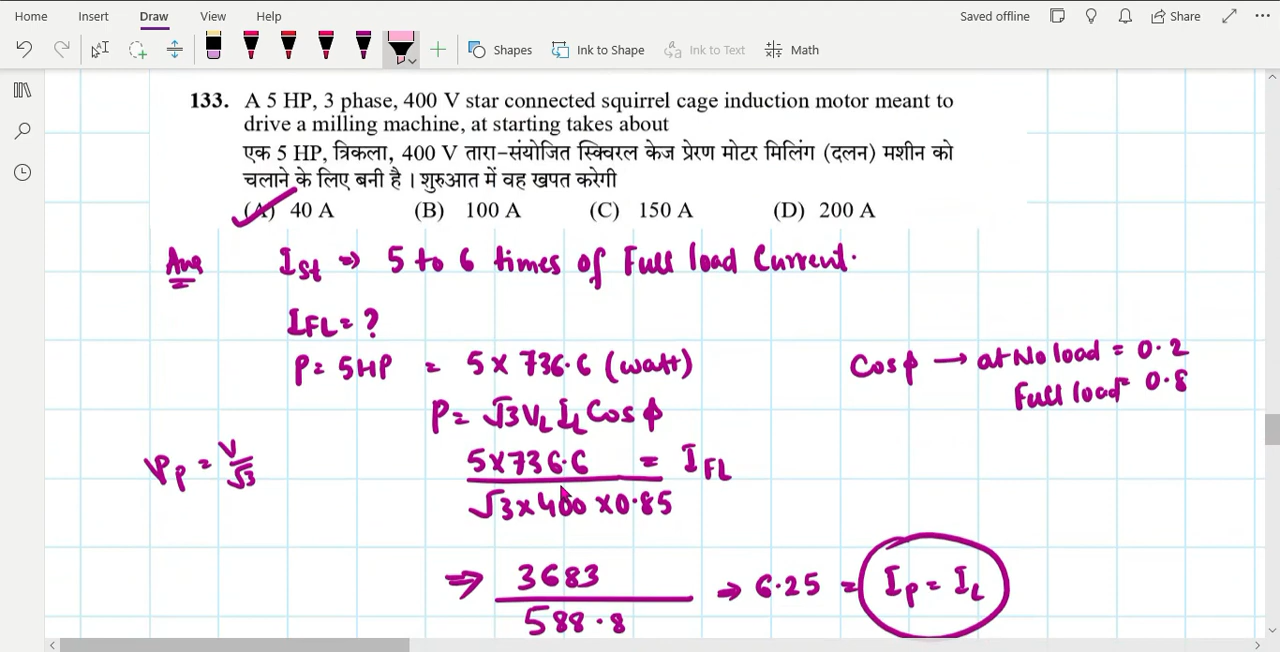 Home Insert Draw View Help Saved offline Share
Shapes Ink to Shape Ink to Text Math
133. A 5 HP, 3 phase, 400 V star connected squirrel cage induction motor meant to
drive a milling machine, at starting takes about
एक 5 HP, त्रिकला, 400 V तारा-संयोजित स्क्विरल केज प्रेरण मोटर मिलिंग (दलन) मशीन को
चलाने के लिए बनी है । शुरुआत में वह खपत करेगी
(A) 40 A (B) 100 A (C) 150 A (D) 200 A
Ans Ist ⇒ 5 to 6 times of Full load Current.
IFL = ?
P = 5HP = 5 × 736.6 (watt)
Cosϕ → at No load = 0.2
Full load = 0.8
P = √3 VL IL Cosϕ
Vp = V/√3
5×736.6 = IFL
√3×400×0.85
⇒ 3683 → 6.25 = Ip = IL
588.8